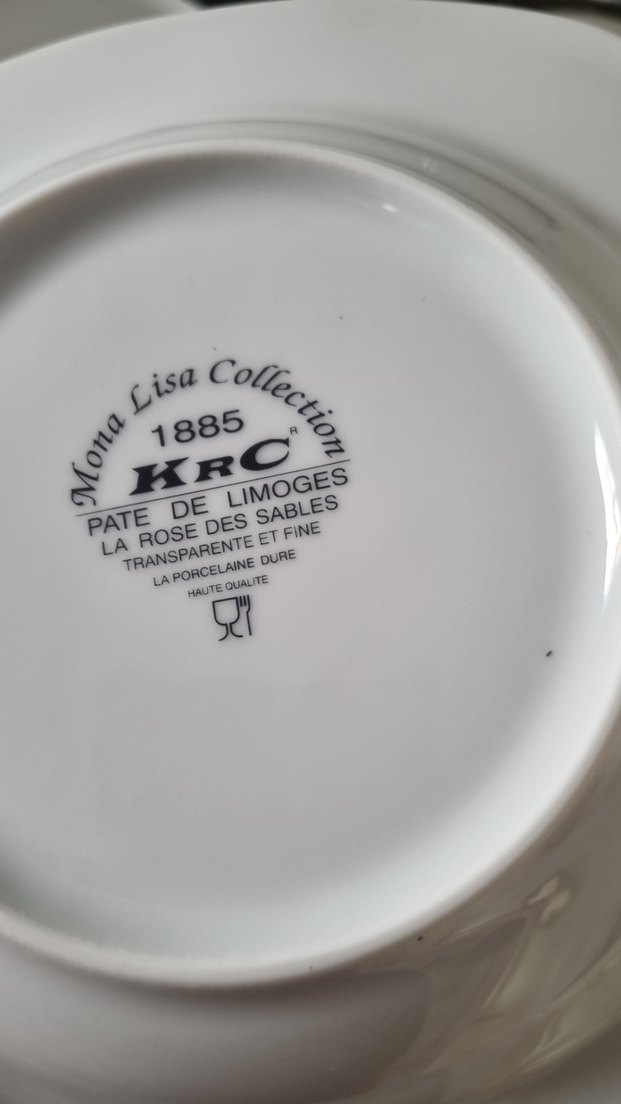 Mona Lisa Collection
1885
KRC R
PATE DE LIMOGES
LA ROSE DES SABLES
TRANSPARENTE ET FINE
LA PORCELAINE DURE
HAUTE QUALITE